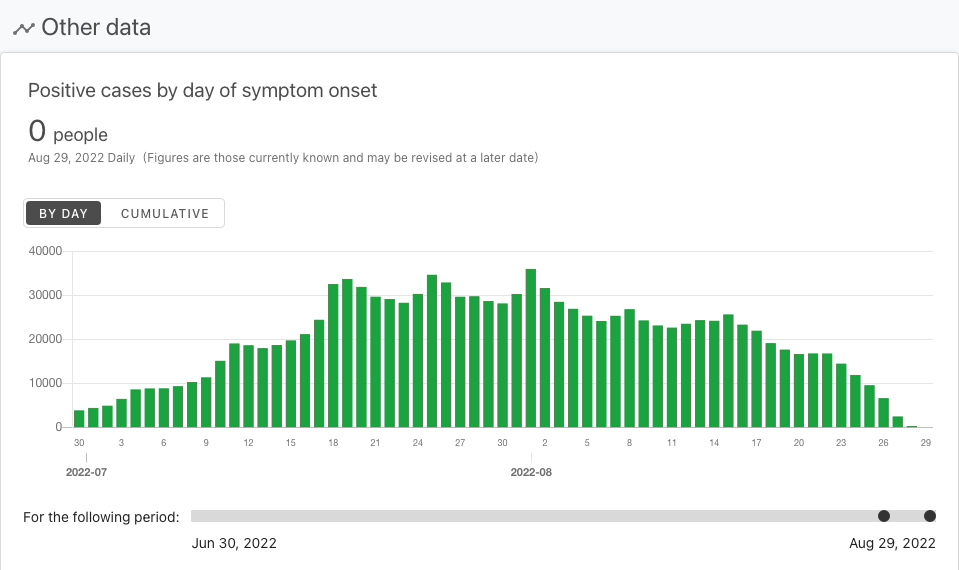 Other data
Positive cases by day of symptom onset
0 people
Aug 29, 2022 Daily (Figures are those currently known and may be revised at a later date)
BY DAY CUMULATIVE
40000
30000
20000
10000
0
30 3 6 9 12 15 18 21 24 27 30 2 5 8 11 14 17 20 23 26 29
2022-07 2022-08
For the following period:
Jun 30, 2022 Aug 29, 2022